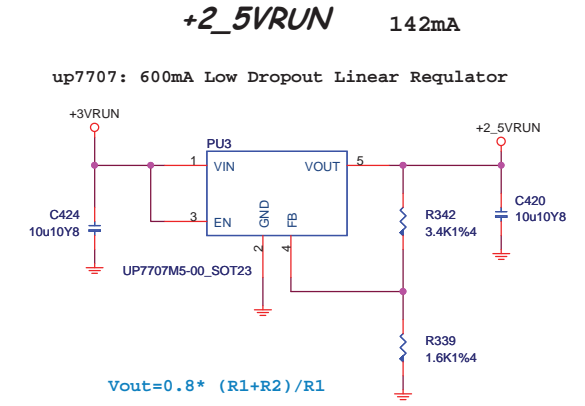 +2_5VRUN 142mA
up7707: 600mA Low Dropout Linear Requlator
+3VRUN
+2_5VRUN
PU3
1 VIN VOUT 5
3 EN GND FB
2 4
C424
10u10Y8
R342
3.4K1%4
C420
10u10Y8
UP7707M5-00_SOT23
R339
1.6K1%4
Vout=0.8* (R1+R2)/R1